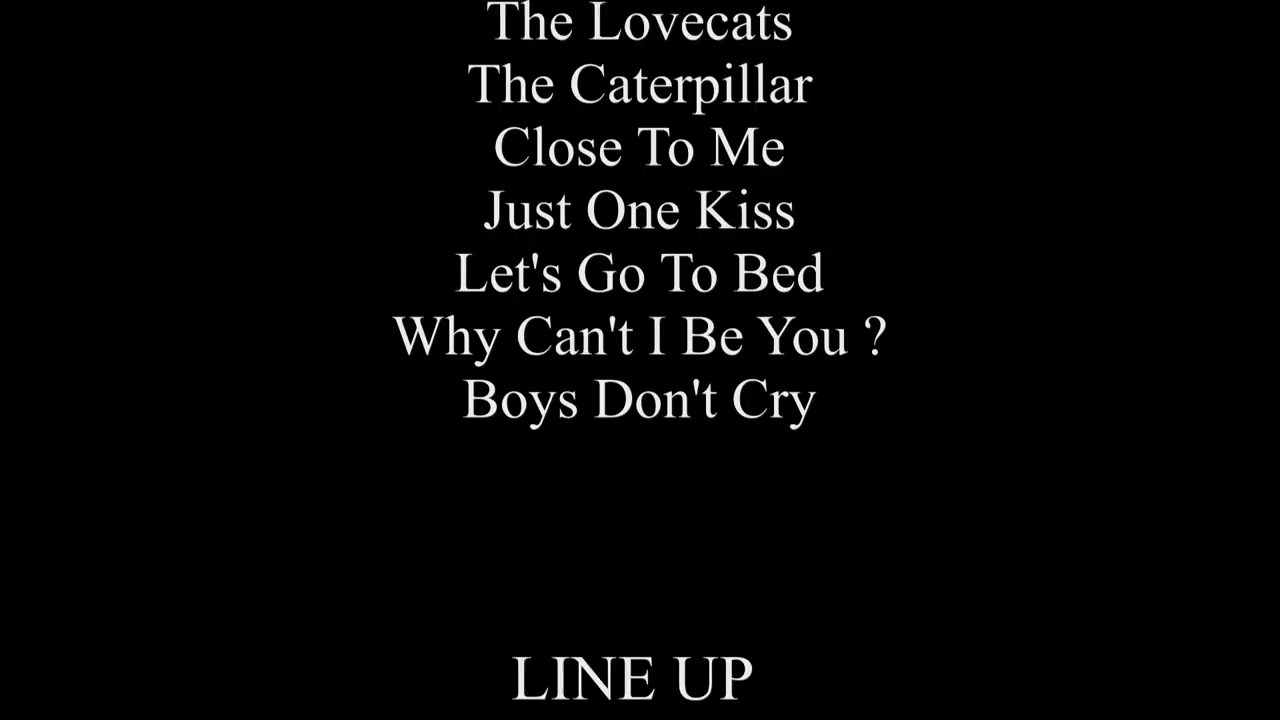 The Lovecats
The Caterpillar
Close To Me
Just One Kiss
Let's Go To Bed
Why Can't I Be You ?
Boys Don't Cry
LINE UP